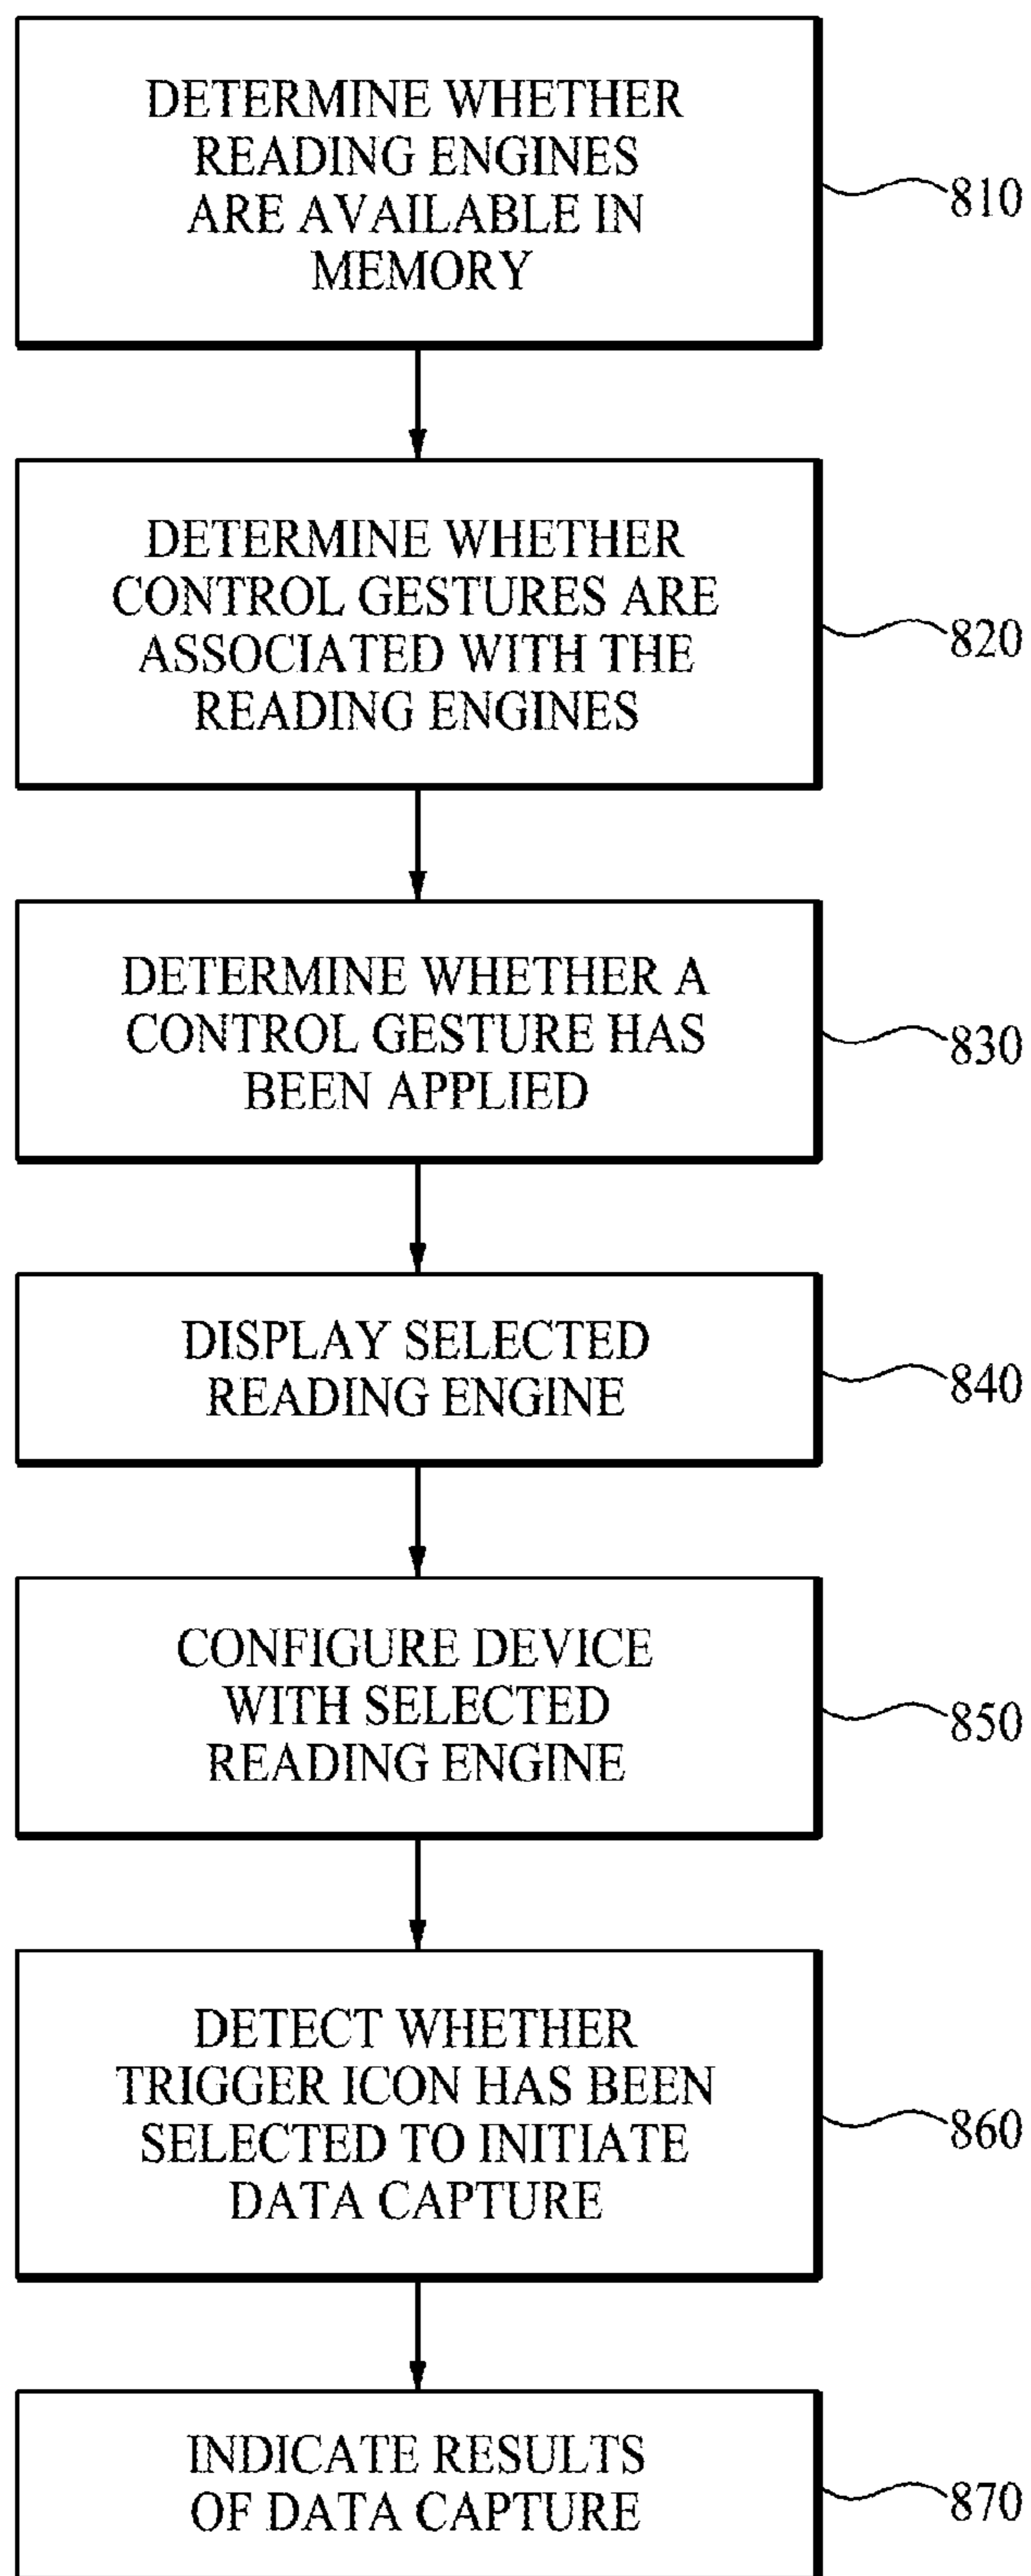 DETERMINE WHETHER
READING ENGINES
ARE AVAILABLE IN
MEMORY
810
DETERMINE WHETHER
CONTROL GESTURES ARE
ASSOCIATED WITH THE
READING ENGINES
820
DETERMINE WHETHER A
CONTROL GESTURE HAS
BEEN APPLIED
830
DISPLAY SELECTED
READING ENGINE
840
CONFIGURE DEVICE
WITH SELECTED
READING ENGINE
850
DETECT WHETHER
TRIGGER ICON HAS BEEN
SELECTED TO INITIATE
DATA CAPTURE
860
INDICATE RESULTS
OF DATA CAPTURE
870